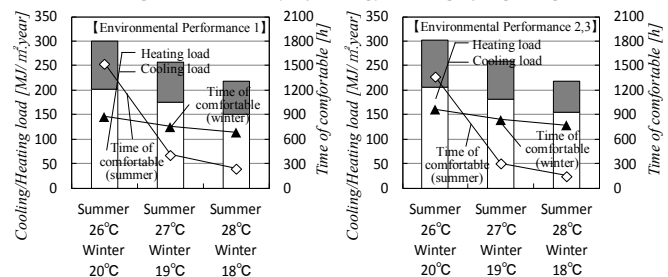 【Environmental Performance 1】
Cooling/Heating load [MJ/ m².year]
350
300
250
200
150
100
50
0
Heating load
Cooling load
Time of comfortable (winter)
Time of comfortable (summer)
2100
1800
1500
1200
900
600
300
0
Time of comfortable [h]
Summer Summer Summer
26℃ 27℃ 28℃
Winter Winter Winter
20℃ 19℃ 18℃
【Environmental Performance 2,3】
Cooling/Heating load [MJ/ m².year]
350
300
250
200
150
100
50
0
Heating load
Cooling load
Time of comfortable (summer)
Time of comfortable (winter)
2100
1800
1500
1200
900
600
300
0
Time of comfortable [h]
Summer Summer Summer
26℃ 27℃ 28℃
Winter Winter Winter
20℃ 19℃ 18℃